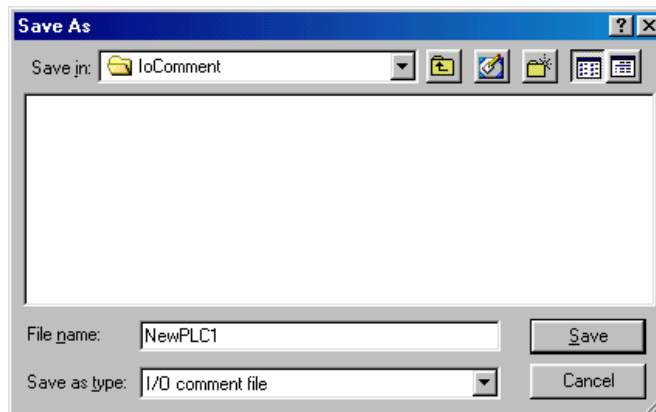 Save As
Save in: IoComment
File name: NewPLC1 Save
Save as type: I/O comment file Cancel